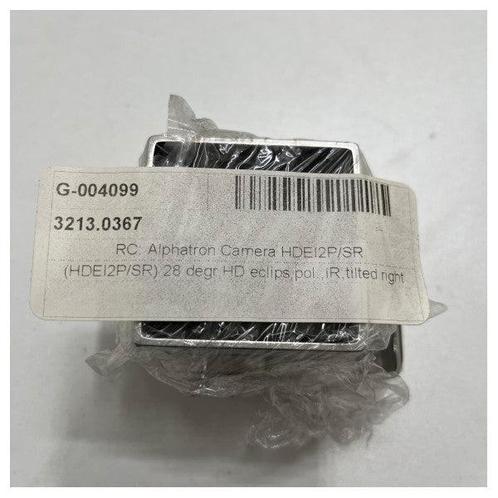 G-004099
3213.0367
RC: Alphatron Camera HDEI2P/SR
(HDEI2P/SR) 28 degr HD eclips pol., iR,tilted right